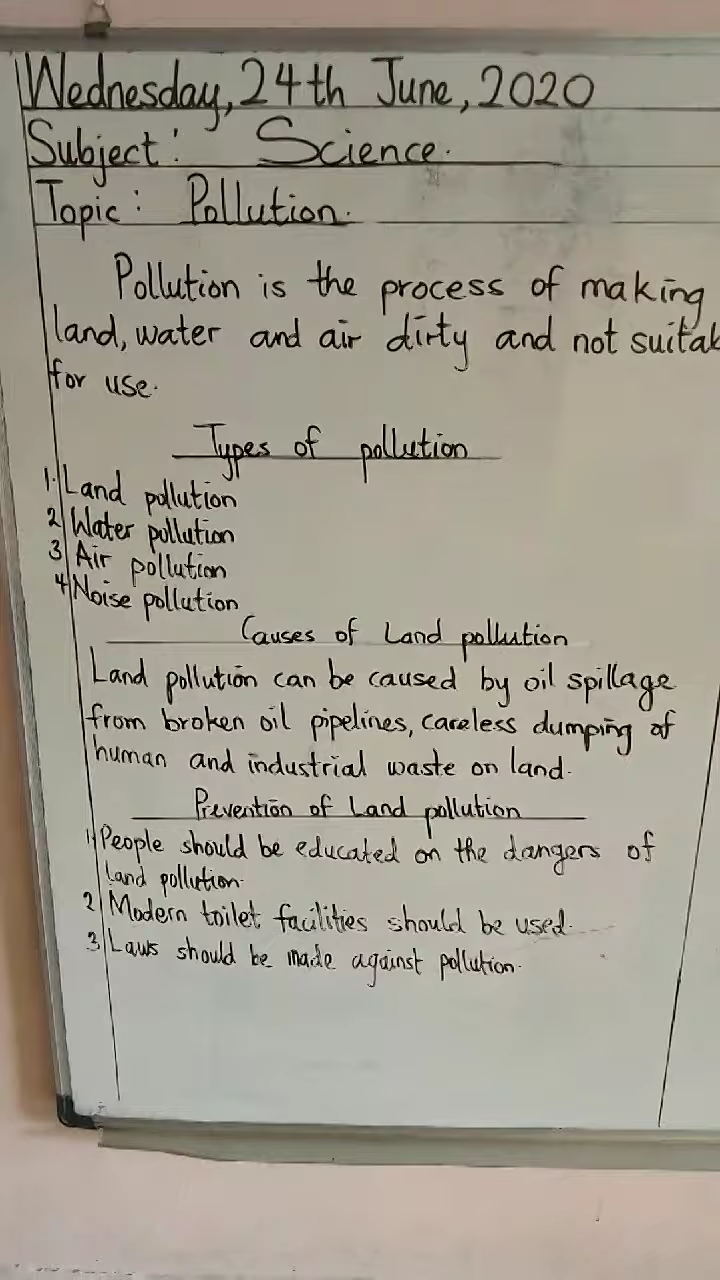 Wednesday, 24th June, 2020
Subject: Science.
Topic: Pollution.
Pollution is the process of making
land, water and air dirty and not suitab
for use.
Types of pollution
1. Land pollution
2 Water pollution
3 Air pollution
4 Noise pollution
Causes of Land pollution
Land pollution can be caused by oil spillage
from broken oil pipelines, careless dumping of
human and industrial waste on land.
Prevention of Land pollution
1 People should be educated on the dangers of
land pollution.
2 Modern toilet facilities should be used.
3 Laws should be made against pollution.